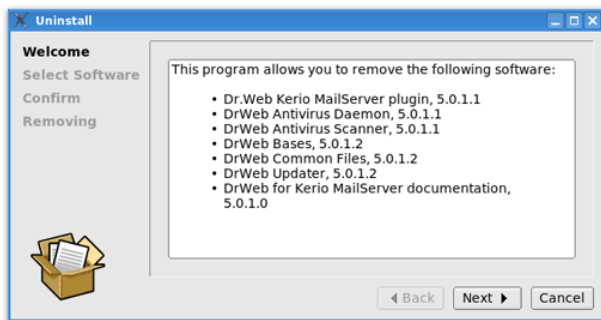 Uninstall
Welcome
Select Software
Confirm
Removing
This program allows you to remove the following software:
• Dr.Web Kerio MailServer plugin, 5.0.1.1
• DrWeb Antivirus Daemon, 5.0.1.1
• DrWeb Antivirus Scanner, 5.0.1.1
• DrWeb Bases, 5.0.1.2
• DrWeb Common Files, 5.0.1.2
• DrWeb Updater, 5.0.1.2
• DrWeb for Kerio MailServer documentation,
5.0.1.0
Back
Next
Cancel